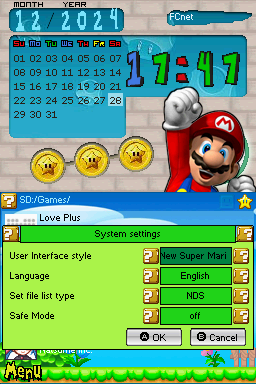 MONTH YEAR
12/2024
FCnet
Su Mo Tu We Th Fr Sa
01 02 03 04 05 06 07
08 09 10 11 12 13 14
15 16 17 18 19 20 21
22 23 24 25 26 27 28
29 30 31
17:47
M
SD:/Games/
Love Plus
System settings
User Interface style New Super Mari
Language English
Set file list type NDS
Safe Mode off
A OK B Cancel
Menu